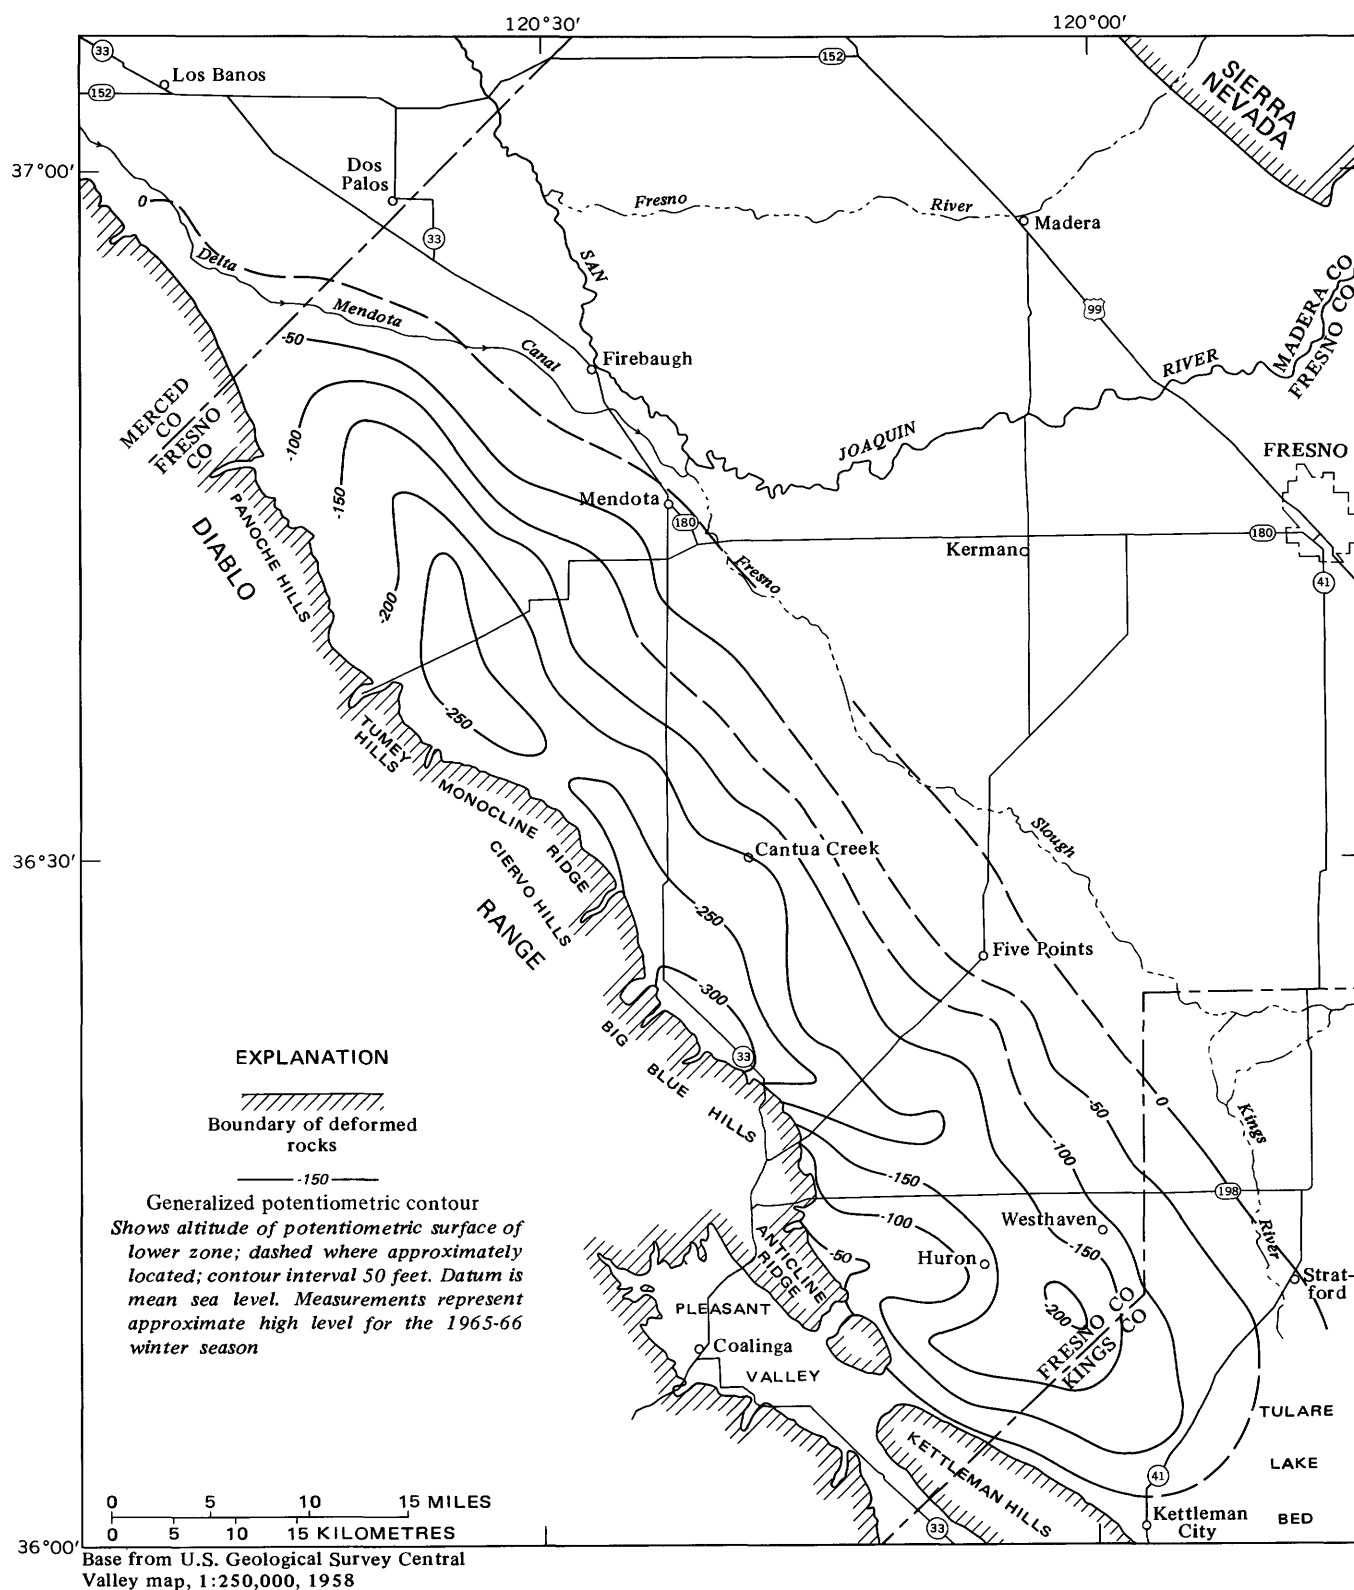 120°30′
120°00′
33
Los Banos
152
152
SIERRA
NEVADA
37°00′
Dos
Palos
0
33
Fresno
River
Madera
Delta
SAN
Mendota
Canal
-50
Firebaugh
99
MADERA CO
FRESNO CO
RIVER
MERCED
CO
FRESNO
CO
-100
JOAQUIN
FRESNO
-150
Mendota
180
180
Kerman
41
PANOCHE HILLS
DIABLO
-200
Fresno
-250
TUMEY
HILLS
MONOCLINE RIDGE
CIERVO HILLS
RANGE
36°30′
Cantua Creek
Slough
-250
Five Points
-300
33
BIG BLUE HILLS
EXPLANATION
Boundary of deformed
rocks
-150
Generalized potentiometric contour
Shows altitude of potentiometric surface of
lower zone; dashed where approximately
located; contour interval 50 feet. Datum is
mean sea level. Measurements represent
approximate high level for the 1965-66
winter season
0
-50
-100
Kings
River
-150
198
-100
Westhaven
-150
-50
Huron
ANTICLINE
RIDGE
-200
Strat-
ford
PLEASANT
VALLEY
Coalinga
FRESNO CO
KINGS CO
TULARE
LAKE
BED
KETTLEMAN HILLS
41
Kettleman
City
33
0 5 10 15 MILES
0 5 10 15 KILOMETRES
36°00′
Base from U.S. Geological Survey Central
Valley map, 1:250,000, 1958